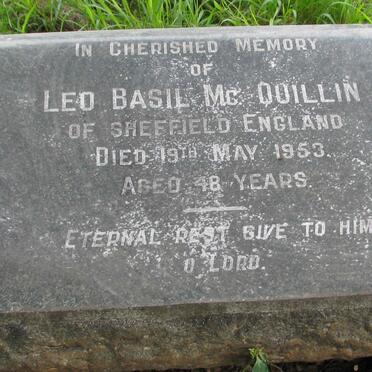 In Cherished Memory
of
Leo Basil Mc Quillin
of Sheffield England
Died 19th May 1953
Aged 48 Years.
Eternal rest give to him
O Lord.